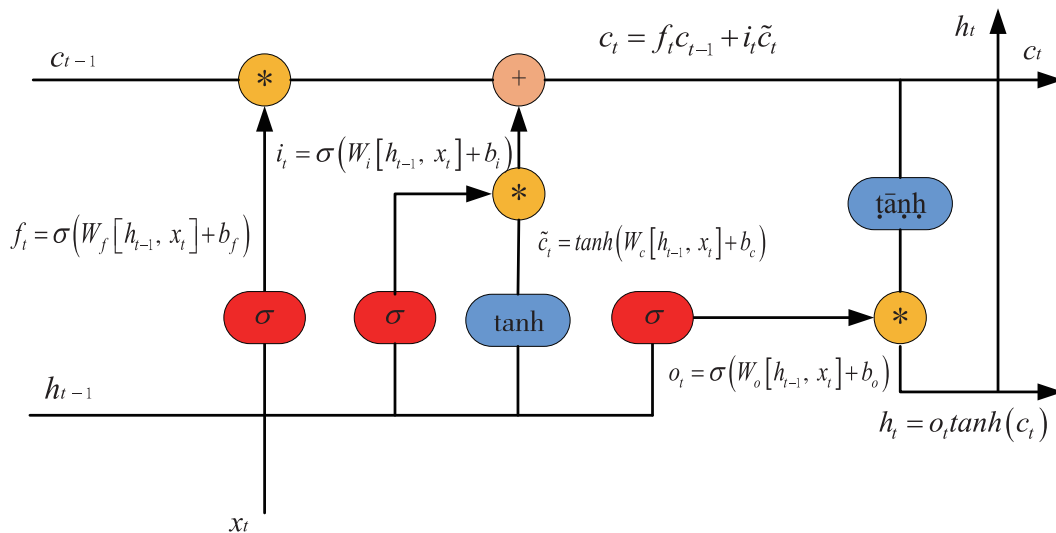 h_t
c_t = f_t c_{t-1} + i_t c̃_t
c_t
c_{t-1}
*
+
i_t = σ(W_i[h_{t-1}, x_t] + b_i)
*
ṭāṇḥ
f_t = σ(W_f[h_{t-1}, x_t] + b_f)
c̃_t = tanh(W_c[h_{t-1}, x_t] + b_c)
σ
σ
tanh
σ
*
h_{t-1}
o_t = σ(W_o[h_{t-1}, x_t] + b_o)
h_t = o_t tanh(c_t)
x_t